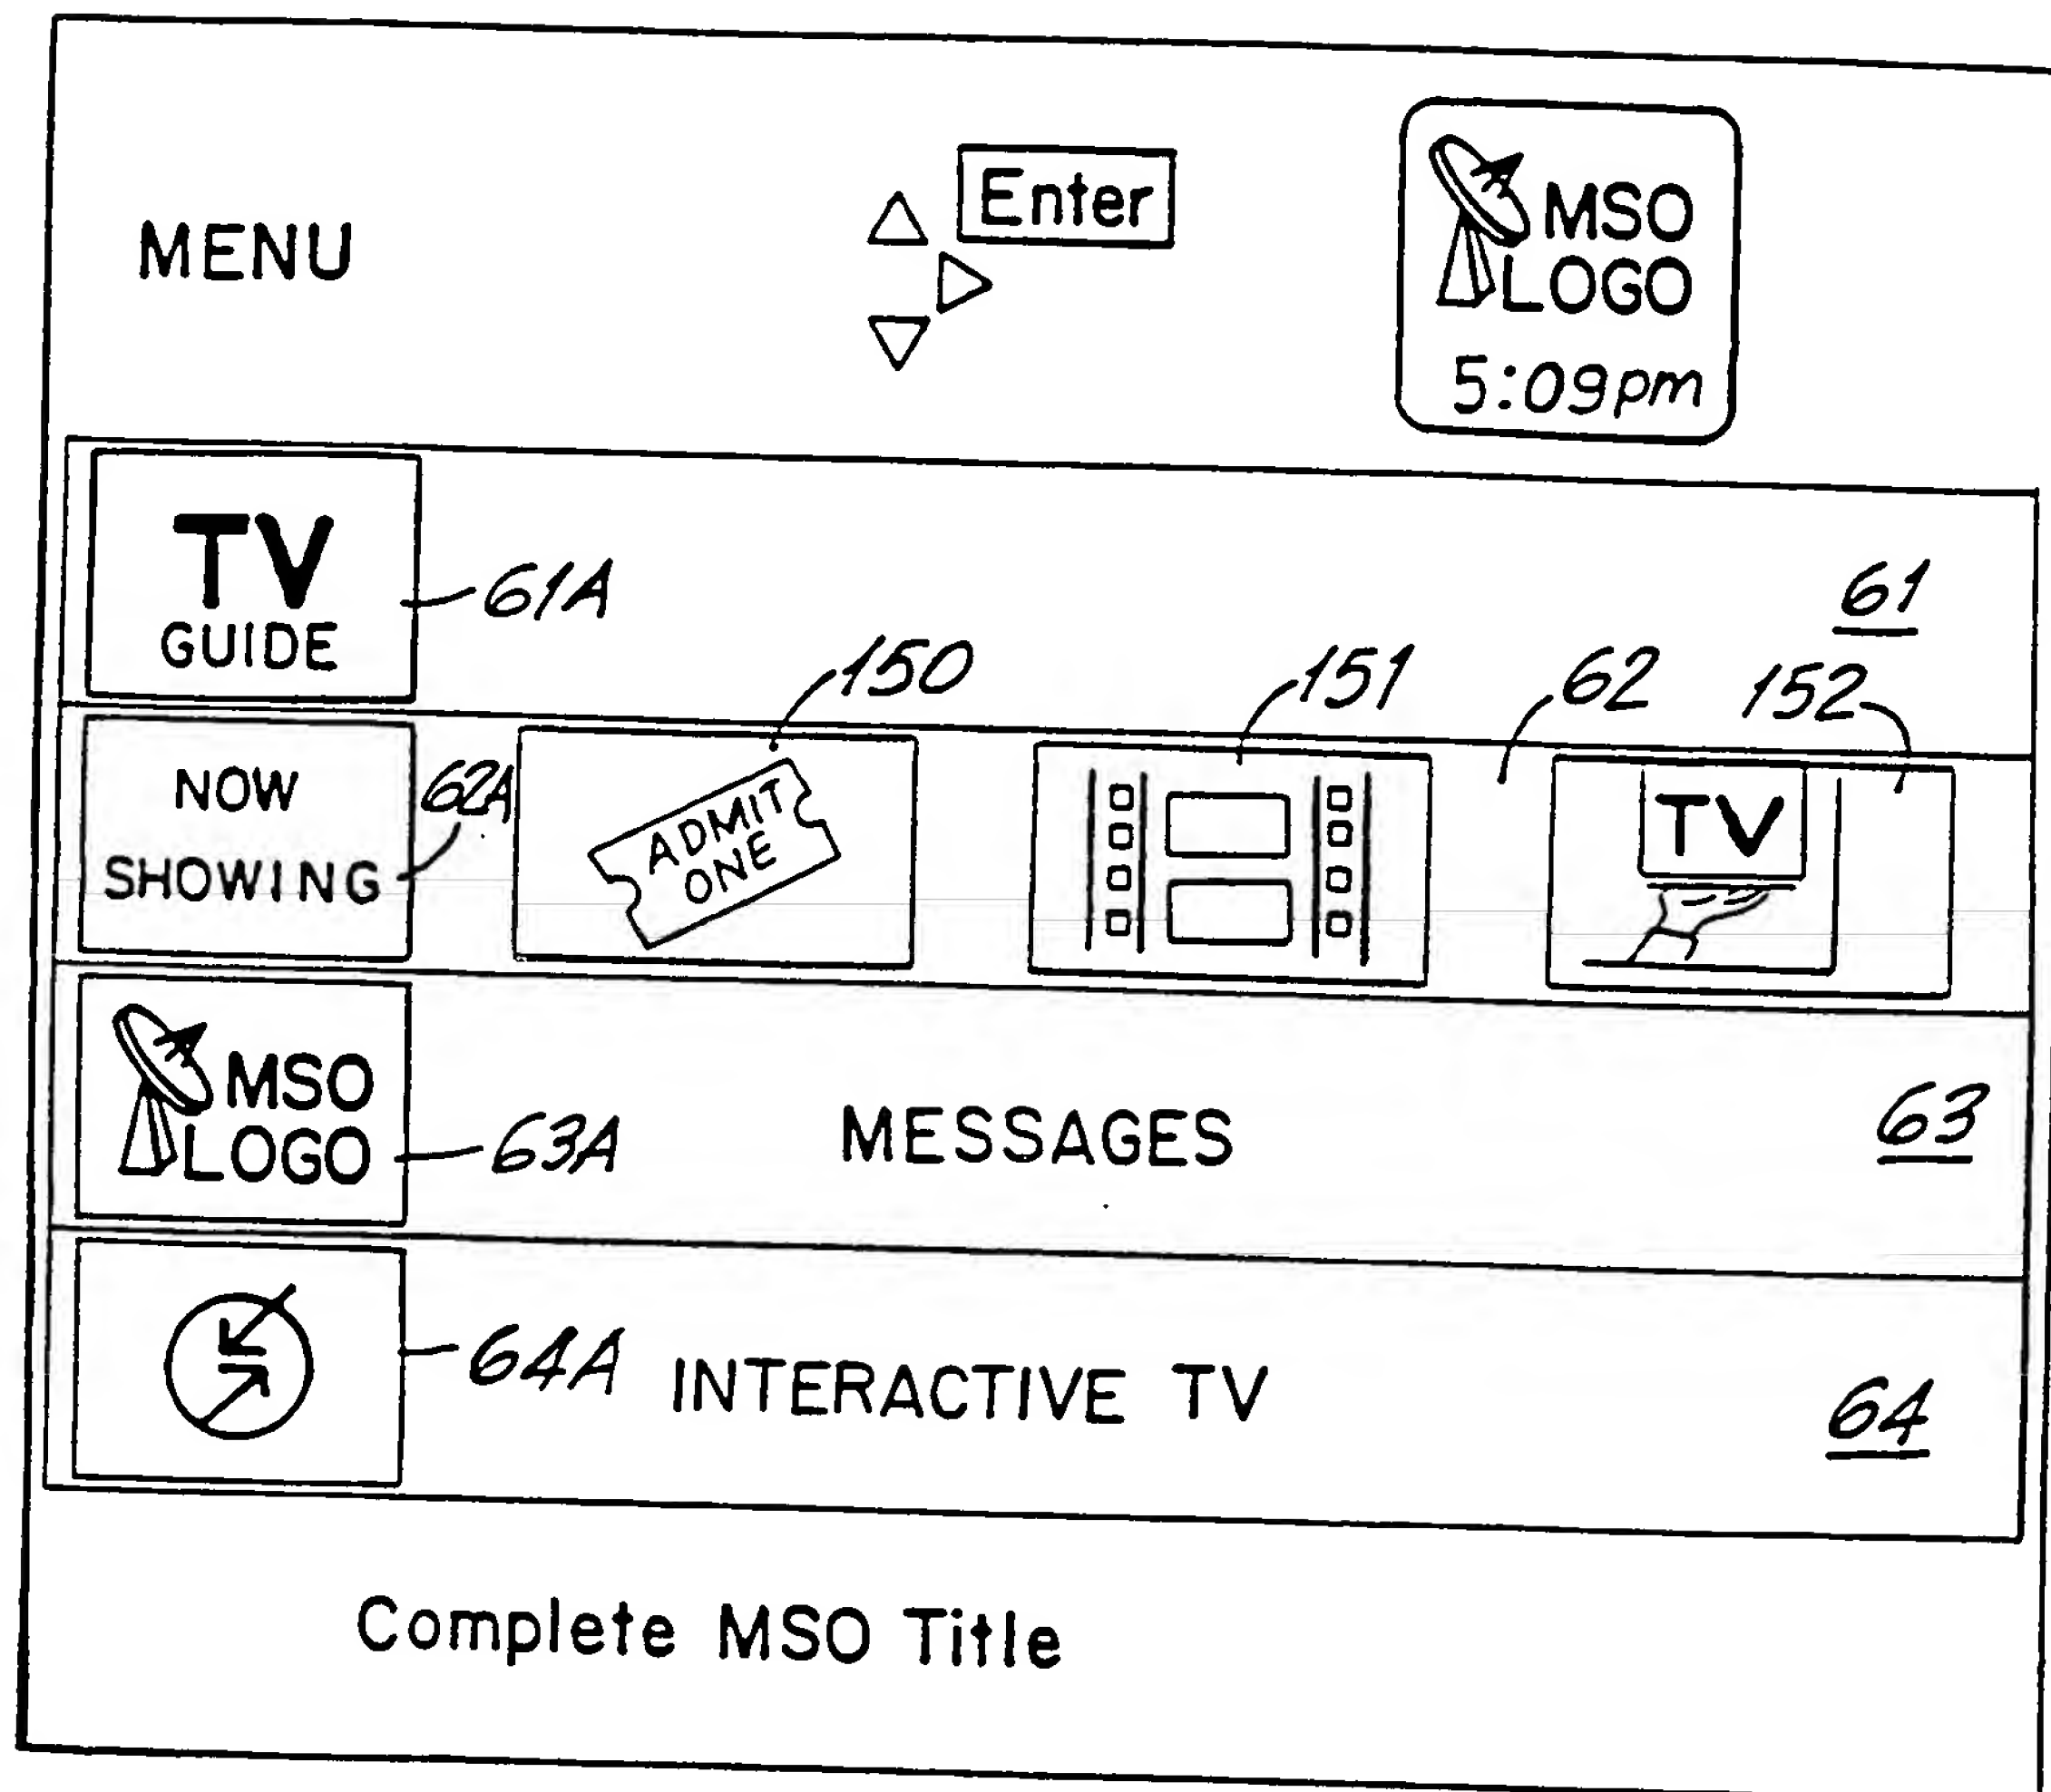 MENU
Enter
MSO
LOGO
5:09pm
TV
GUIDE
61A
61
150
151
62
152
NOW
SHOWING
62A
ADMIT
ONE
TV
MSO
LOGO
63A
MESSAGES
63
64A
INTERACTIVE TV
64
Complete MSO Title